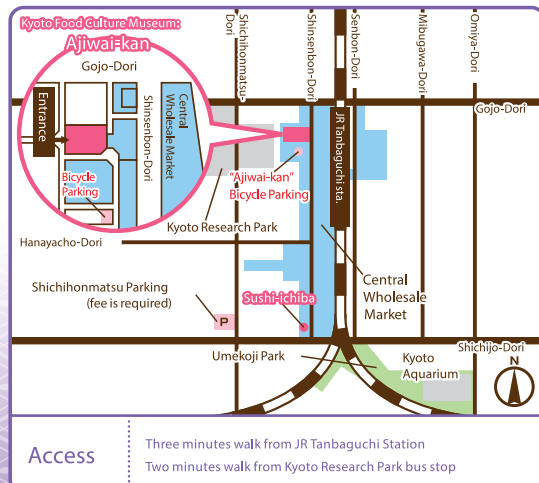 Kyoto Food Culture Museum:
Ajiwai-kan
Gojo-Dori
Entrance
Shinsenbon-Dori
Central
Wholesale
Market
Bicycle
Parking
Hanayacho-Dori
Shichihonmatsu-
Dori
Shinsenbon-Dori
Senbon-Dori
Mibugawa-Dori
Omiya-Dori
Gojo-Dori
JR Tanbaguchi sta.
"Ajiwai-kan"
Bicycle Parking
Kyoto Research Park
Shichihonmatsu Parking
(fee is required)
P
Sushi-ichiba
Central
Wholesale
Market
Shichijo-Dori
Umekoji Park
Kyoto
Aquarium
N
Access
Three minutes walk from JR Tanbaguchi Station
Two minutes walk from Kyoto Research Park bus stop